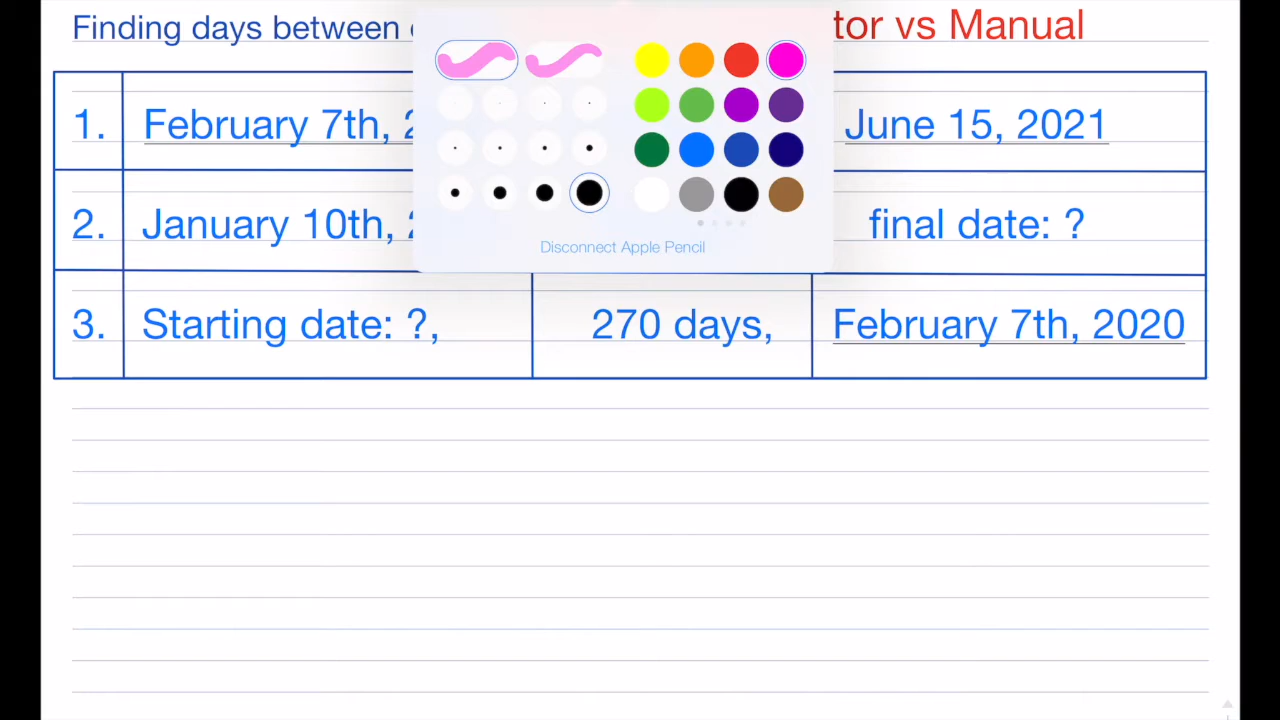 Finding days between tor vs Manual
1. February 7th, 2 June 15, 2021
2. January 10th, final date: ?
Disconnect Apple Pencil
3. Starting date: ?, 270 days, February 7th, 2020